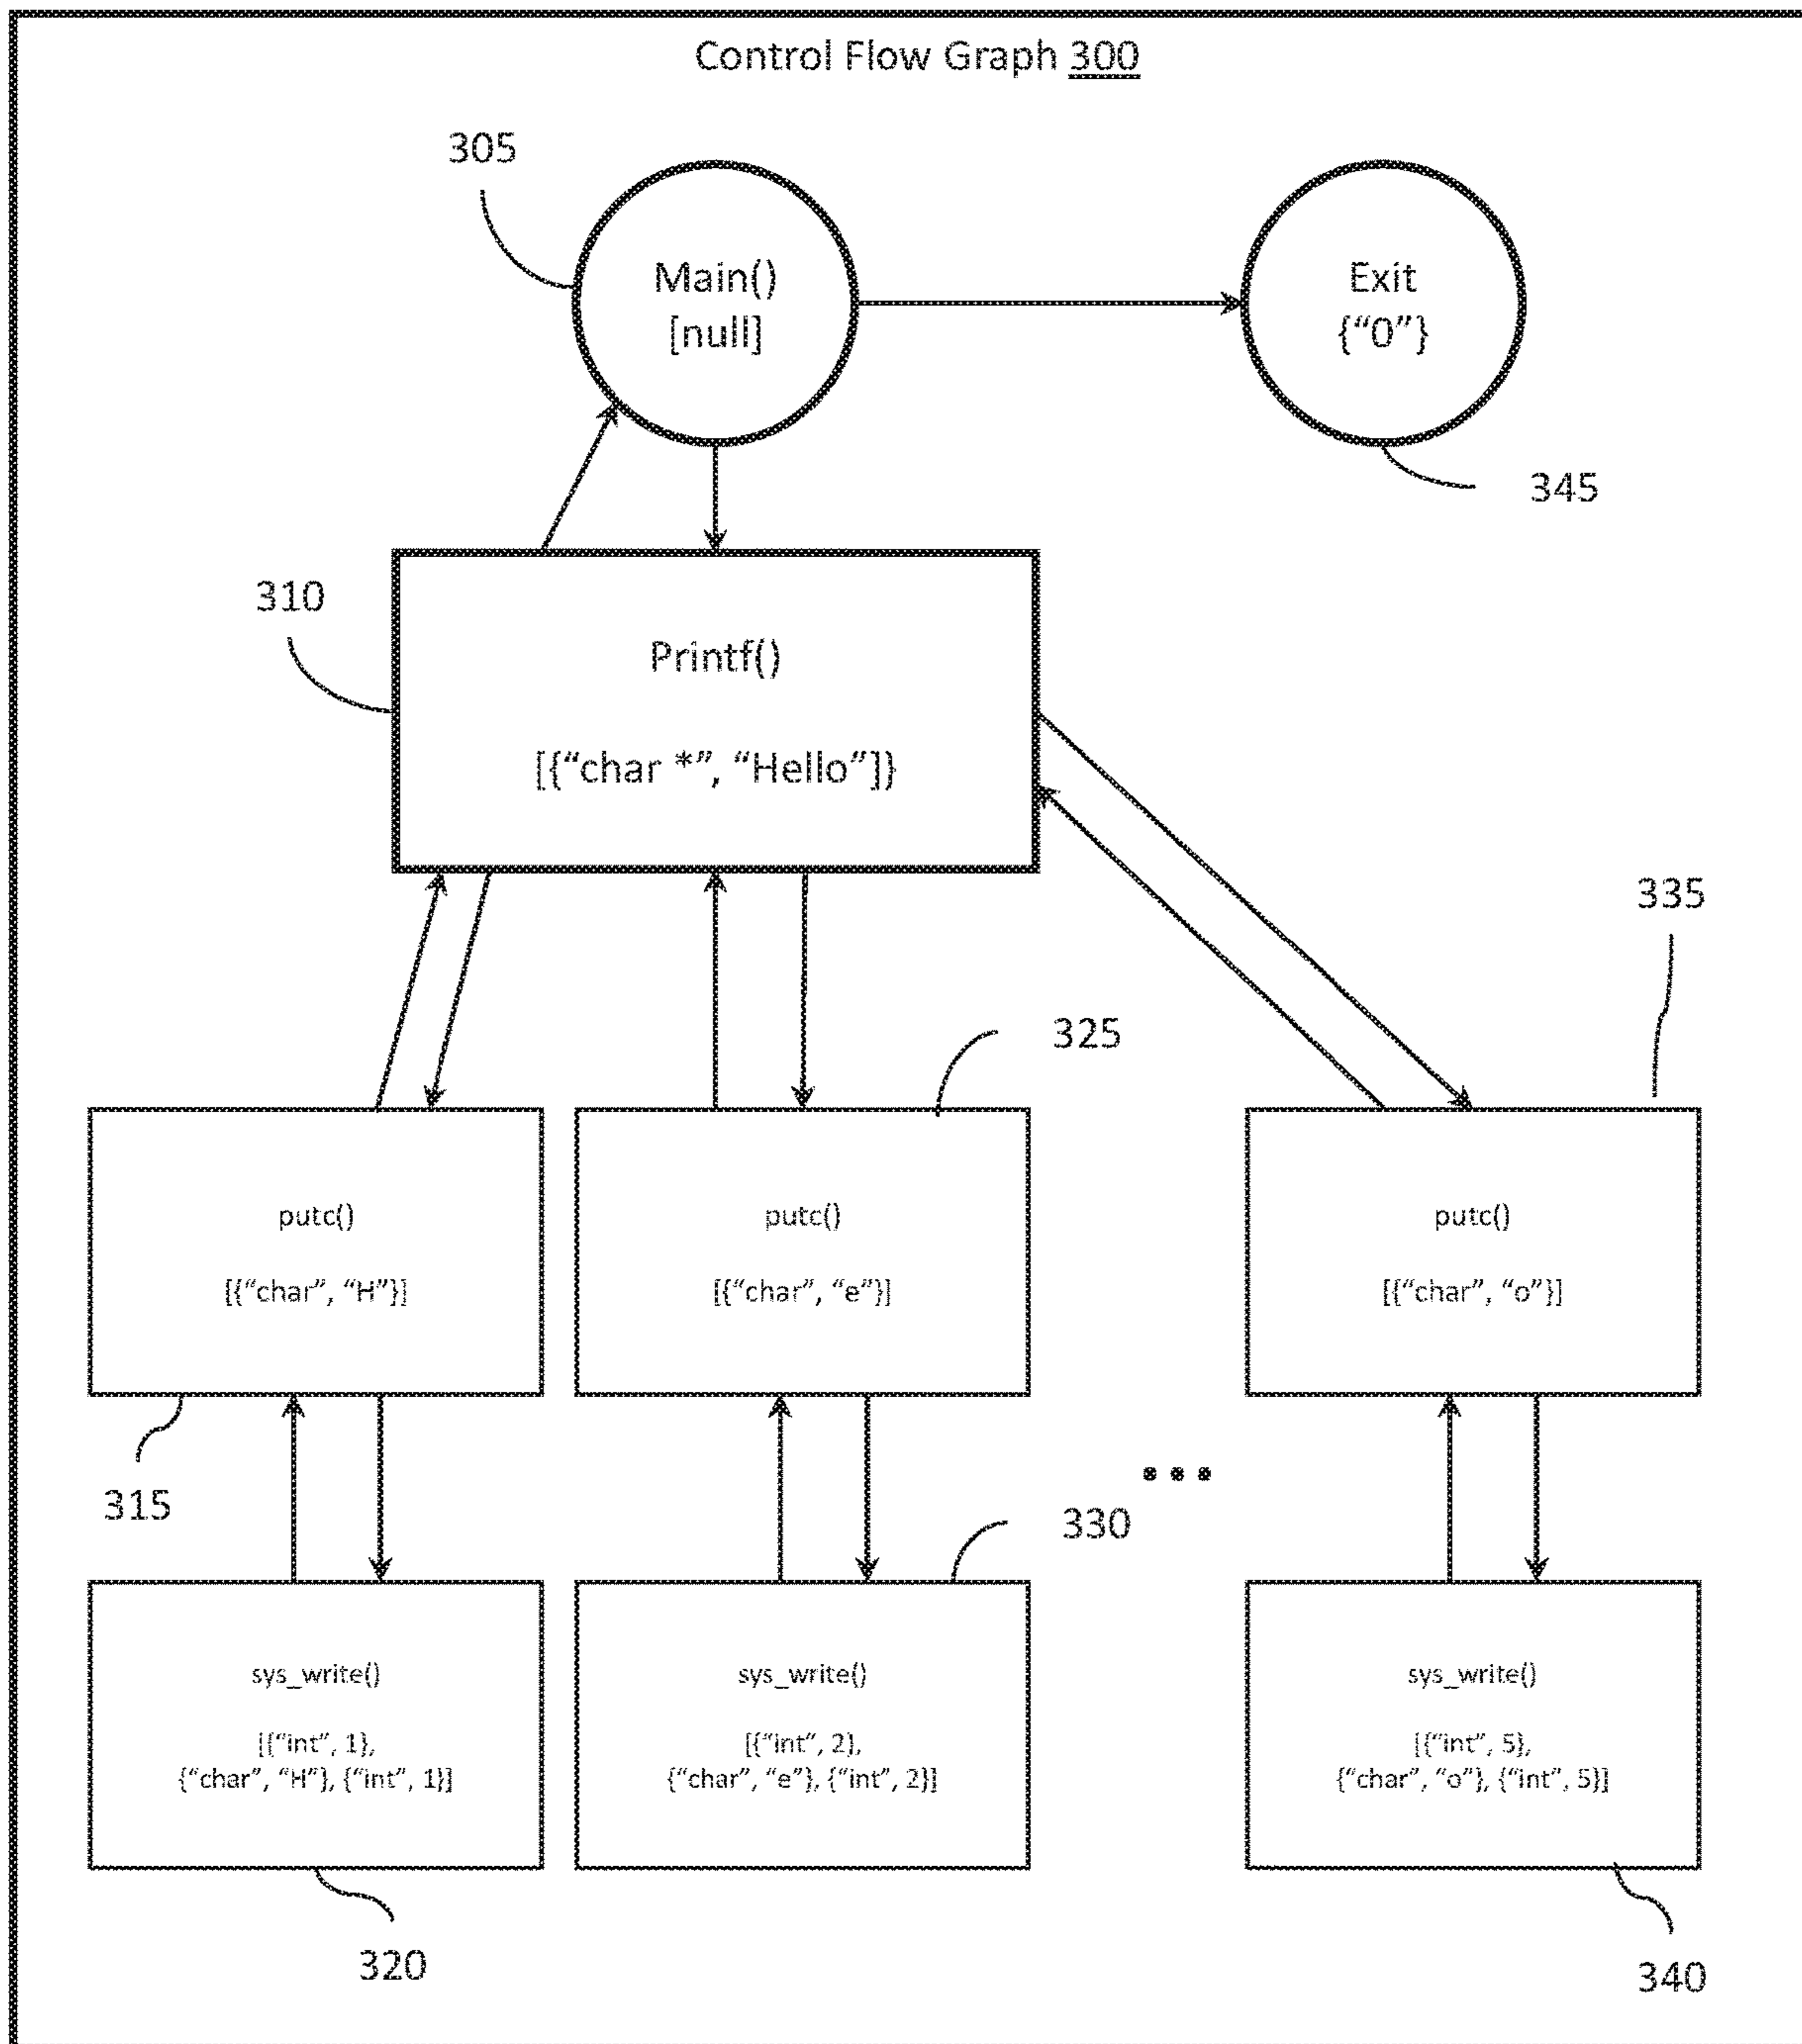 Control Flow Graph 300
305
Main()
[null]
Exit
{“0”}
345
310
Printf()
[{“char *”, “Hello”]}
335
325
putc()
[{“char”, “H”}]
putc()
[{“char”, “e”}]
putc()
[{“char”, “o”}]
...
315
330
sys_write()
[{“int”, 1},
{“char”, “H”}, {“int”, 1}]
sys_write()
[{“int”, 2},
{“char”, “e”}, {“int”, 2}]
sys_write()
[{“int”, 5},
{“char”, “o”}, {“int”, 5}]
320
340